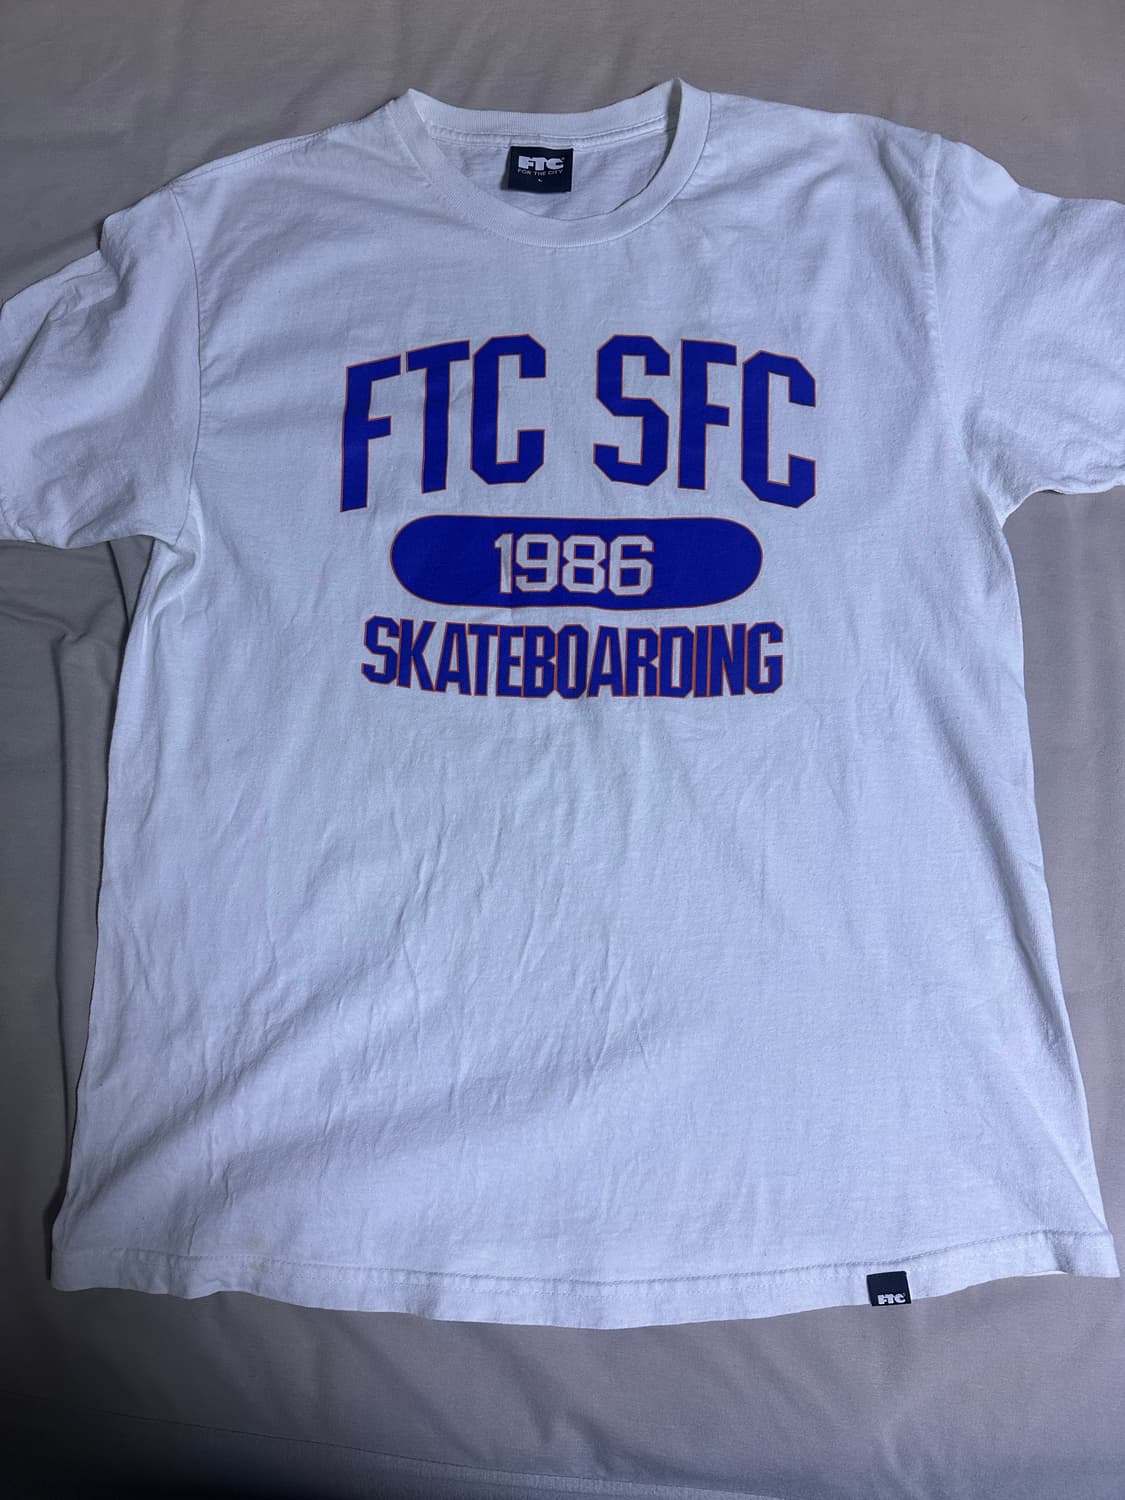 FTC
FOR THE CITY
L
FTC SFC
1986
SKATEBOARDING
FTC